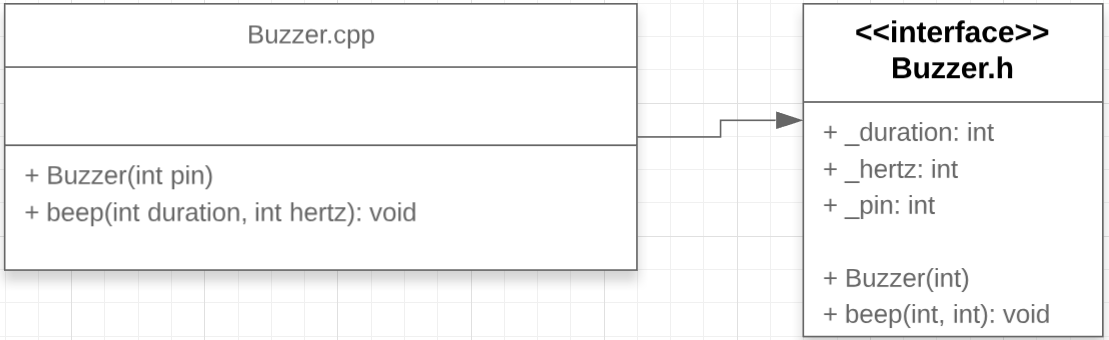 Buzzer.cpp
+ Buzzer(int pin)
+ beep(int duration, int hertz): void
<<interface>>
Buzzer.h
+ _duration: int
+ _hertz: int
+ _pin: int
+ Buzzer(int)
+ beep(int, int): void